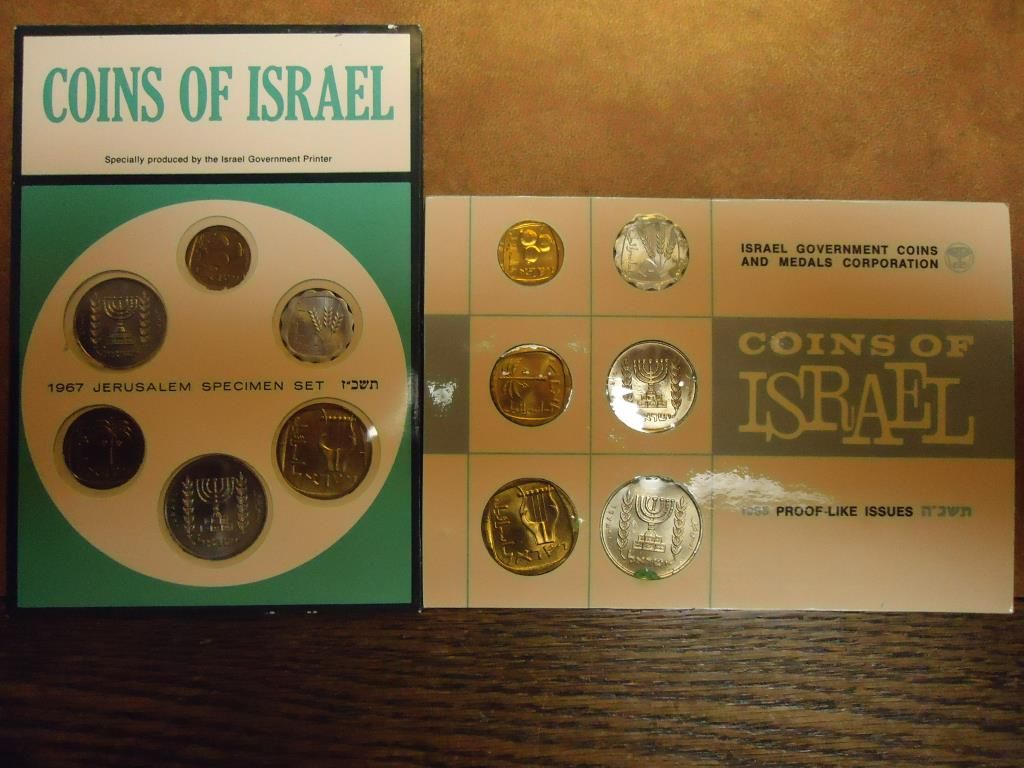 COINS OF ISRAEL
Specially produced by the Israel Government Printer
1967 JERUSALEM SPECIMEN SET תשכ״ז
ISRAEL GOVERNMENT COINS
AND MEDALS CORPORATION
COINS OF
ISRAEL
PROOF-LIKE ISSUES תשכ״ה